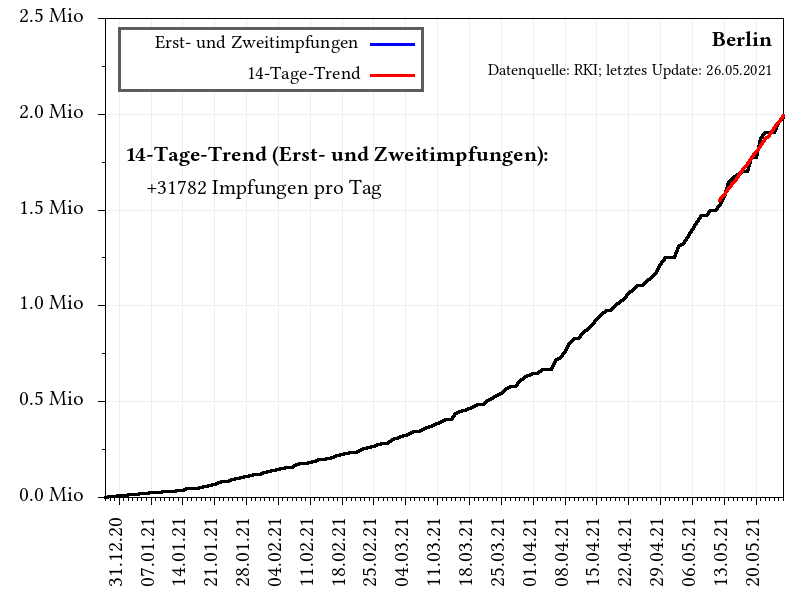 2.5 Mio
Erst- und Zweitimpfungen
14-Tage-Trend
Berlin
Datenquelle: RKI; letztes Update: 26.05.2021
2.0 Mio
14-Tage-Trend (Erst- und Zweitimpfungen):
+31782 Impfungen pro Tag
1.5 Mio
1.0 Mio
0.5 Mio
0.0 Mio
31.12.20
07.01.21
14.01.21
21.01.21
28.01.21
04.02.21
11.02.21
18.02.21
25.02.21
04.03.21
11.03.21
18.03.21
25.03.21
01.04.21
08.04.21
15.04.21
22.04.21
29.04.21
06.05.21
13.05.21
20.05.21